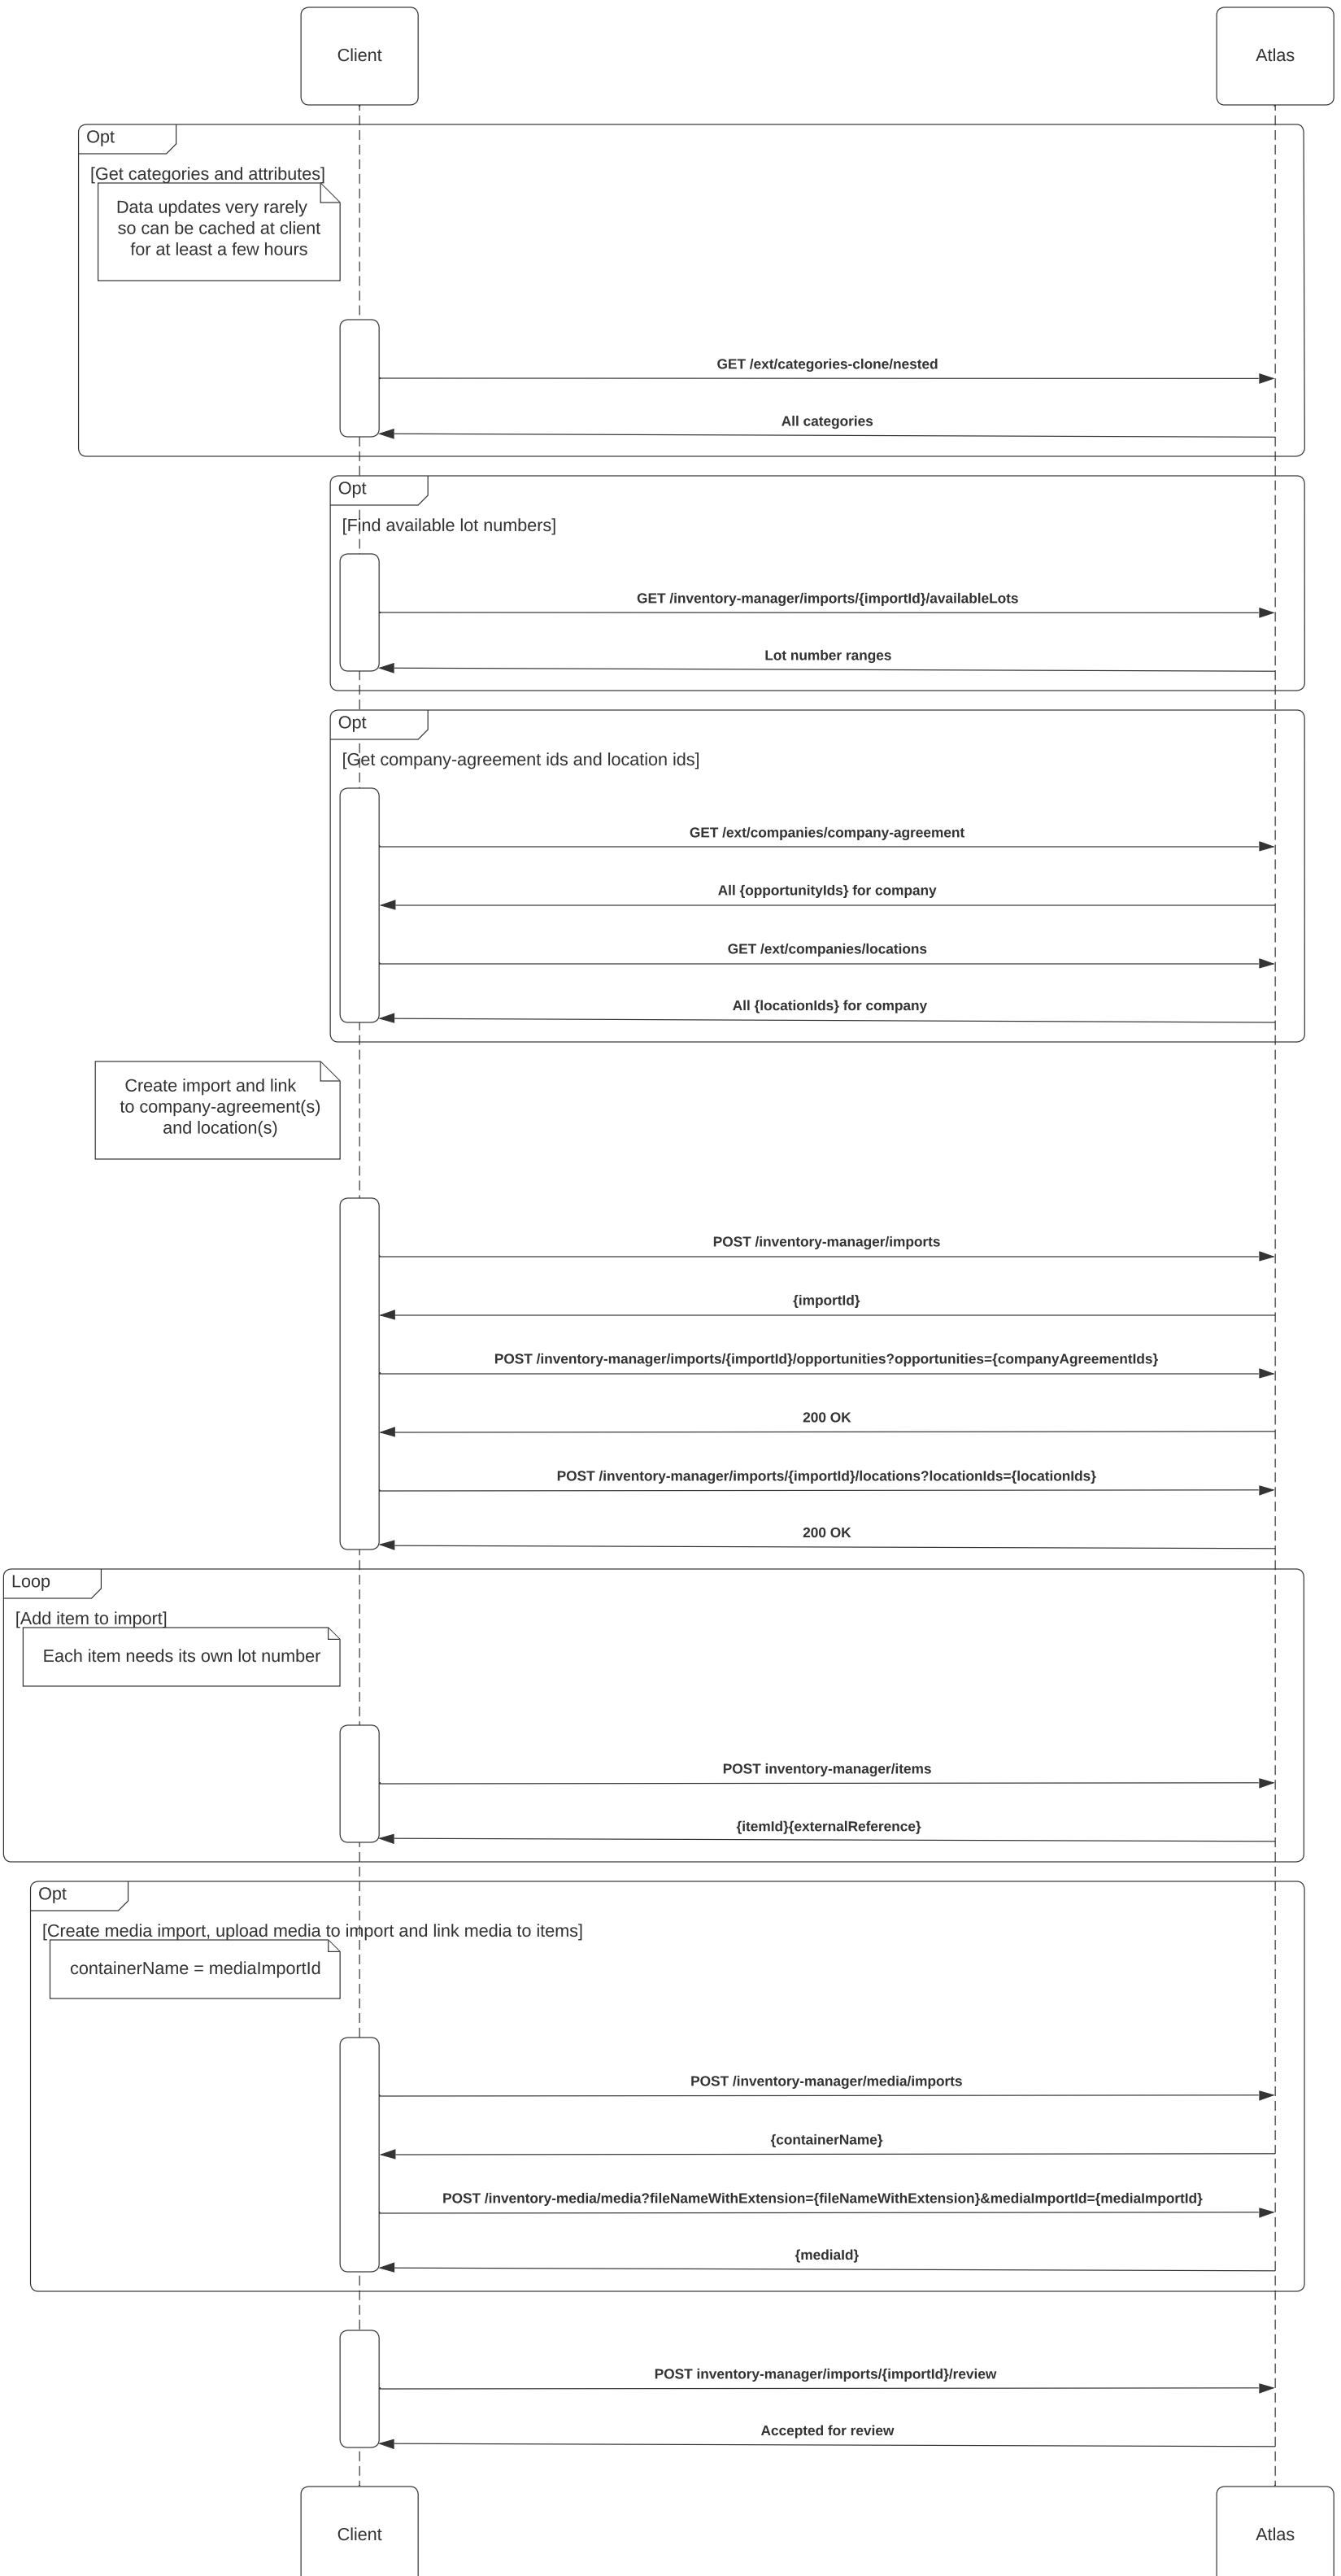 Client
Atlas
Opt
[Get categories and attributes]
Data updates very rarely
so can be cached at client
for at least a few hours
GET /ext/categories-clone/nested
All categories
Opt
[Find available lot numbers]
GET /inventory-manager/imports/{importId}/availableLots
Lot number ranges
Opt
[Get company-agreement ids and location ids]
GET /ext/companies/company-agreement
All {opportunityIds} for company
GET /ext/companies/locations
All {locationIds} for company
Create import and link
to company-agreement(s)
and location(s)
POST /inventory-manager/imports
{importId}
POST /inventory-manager/imports/{importId}/opportunities?opportunities={companyAgreementIds}
200 OK
POST /inventory-manager/imports/{importId}/locations?locationIds={locationIds}
200 OK
Loop
[Add item to import]
Each item needs its own lot number
POST inventory-manager/items
{itemId}{externalReference}
Opt
[Create media import, upload media to import and link media to items]
containerName = mediaImportId
POST /inventory-manager/media/imports
{containerName}
POST /inventory-media/media?fileNameWithExtension={fileNameWithExtension}&mediaImportId={mediaImportId}
{mediaId}
POST inventory-manager/imports/{importId}/review
Accepted for review
Client
Atlas